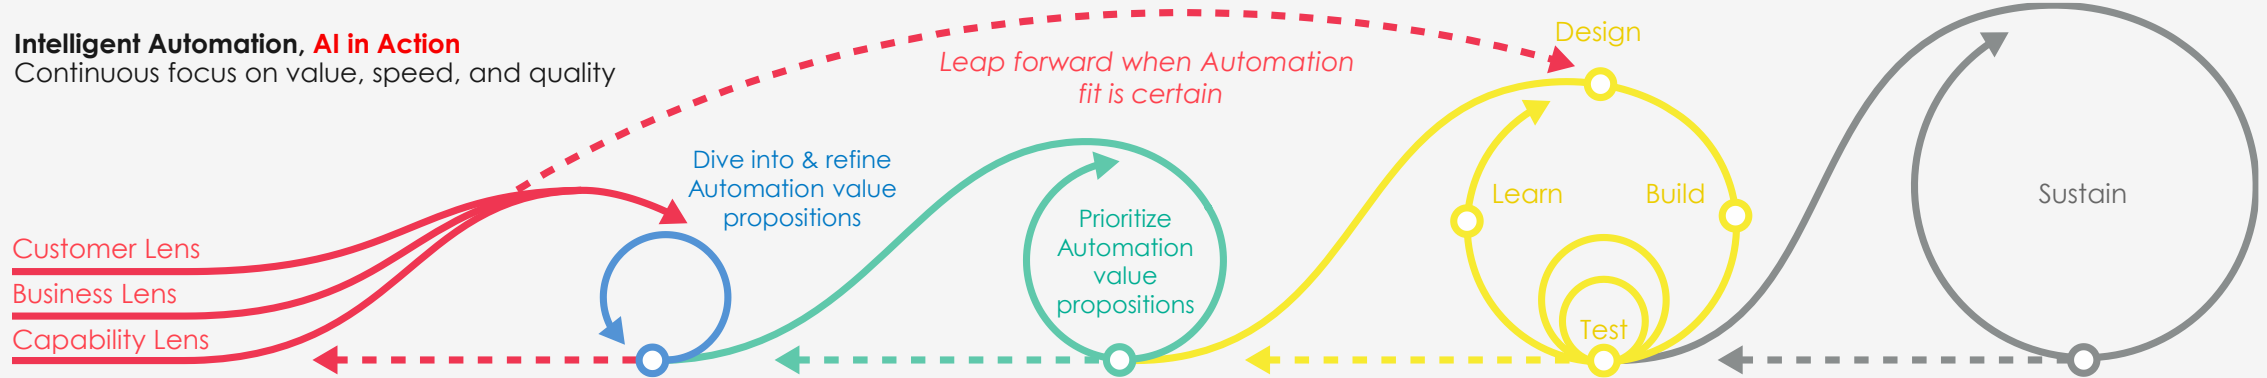 Intelligent Automation, AI in Action
Continuous focus on value, speed, and quality
Leap forward when Automation
fit is certain
Customer Lens
Business Lens
Capability Lens
Dive into & refine
Automation value
propositions
Prioritize
Automation
value
propositions
Design
Learn
Build
Test
Sustain